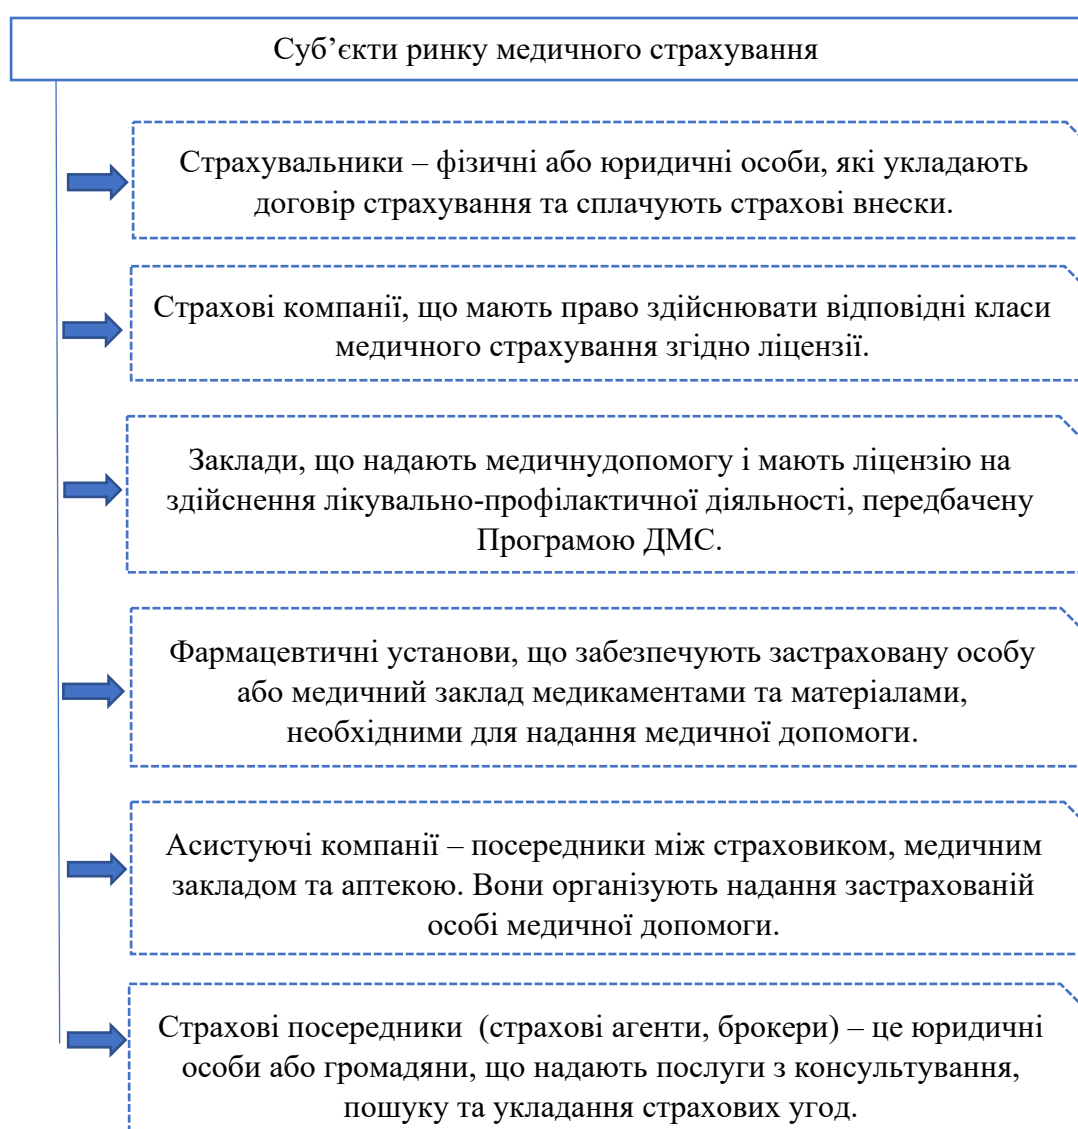 Суб’єкти ринку медичного страхування
Страхувальники – фізичні або юридичні особи, які укладають
договір страхування та сплачують страхові внески.
Страхові компанії, що мають право здійснювати відповідні класи
медичного страхування згідно ліцензії.
Заклади, що надають медичнудопомогу і мають ліцензію на
здійснення лікувально-профілактичної діяльності, передбачену
Програмою ДМС.
Фармацевтичні установи, що забезпечують застраховану особу
або медичний заклад медикаментами та матеріалами,
необхідними для надання медичної допомоги.
Асистуючі компанії – посередники між страховиком, медичним
закладом та аптекою. Вони організують надання застрахованій
особі медичної допомоги.
Страхові посередники (страхові агенти, брокери) – це юридичні
особи або громадяни, що надають послуги з консультування,
пошуку та укладання страхових угод.